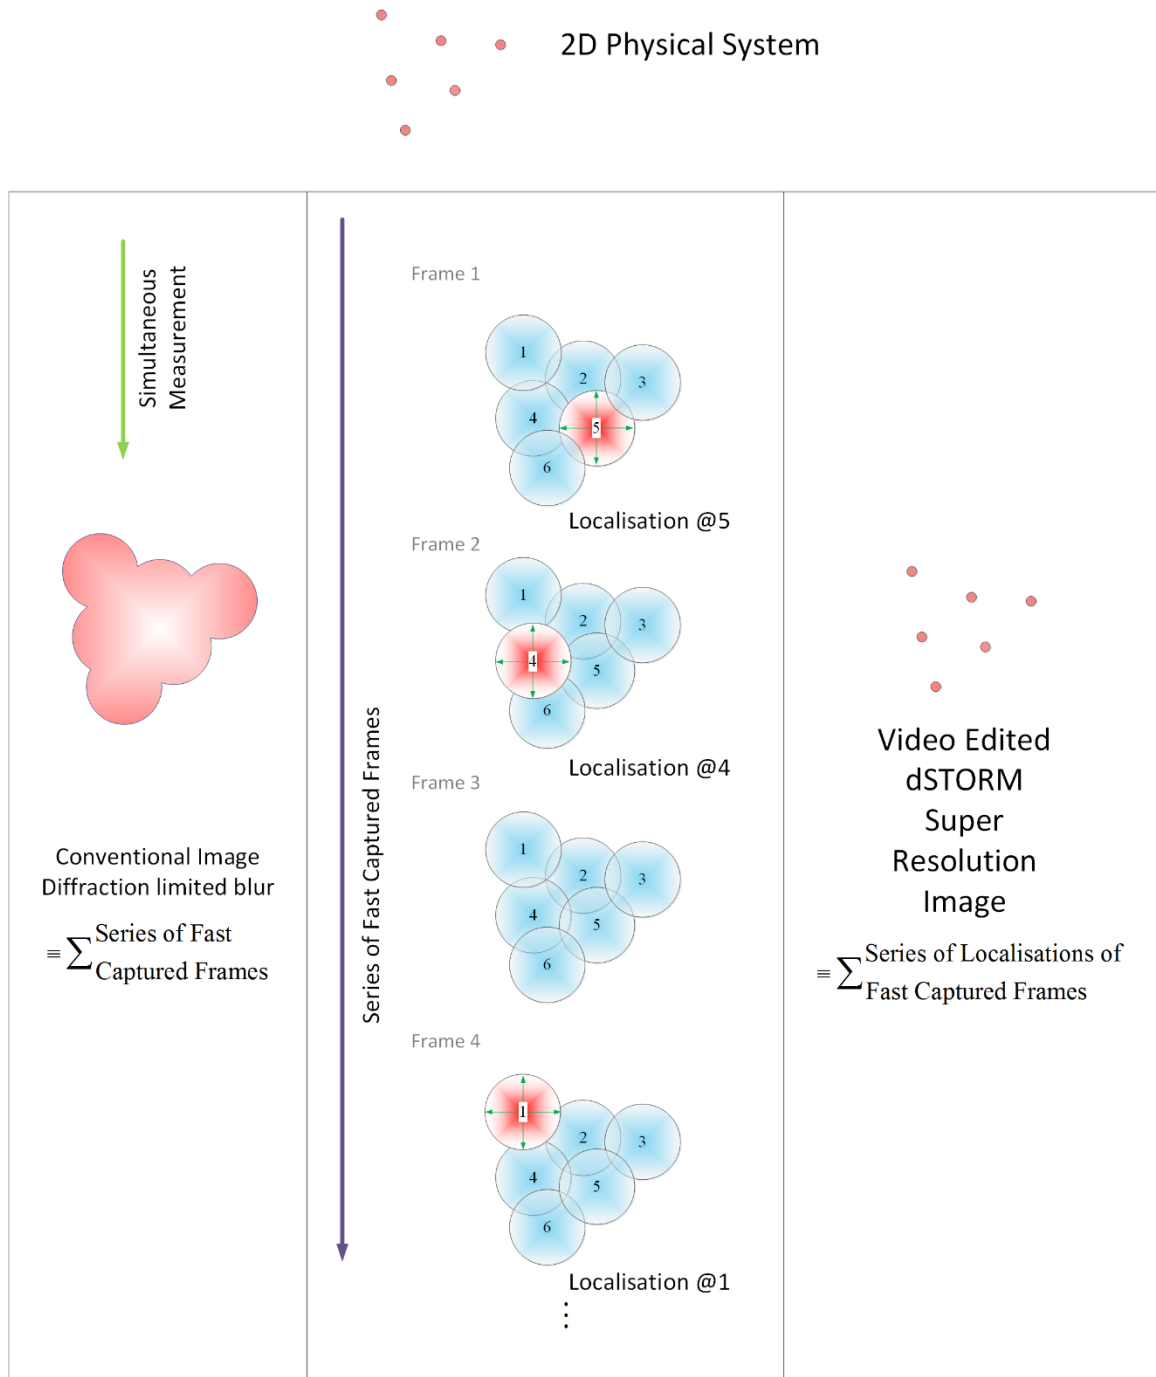 2D Physical System
Simultaneous
Measurement
Conventional Image
Diffraction limited blur
≡ ∑ Series of Fast
Captured Frames
Series of Fast Captured Frames
Frame 1
1
2
3
4
5
6
Localisation @5
Frame 2
1
2
3
4
5
6
Localisation @4
Frame 3
1
2
3
4
5
6
Frame 4
1
2
3
4
5
6
Localisation @1
⋮
Video Edited
dSTORM
Super
Resolution
Image
≡ ∑ Series of Localisations of
Fast Captured Frames